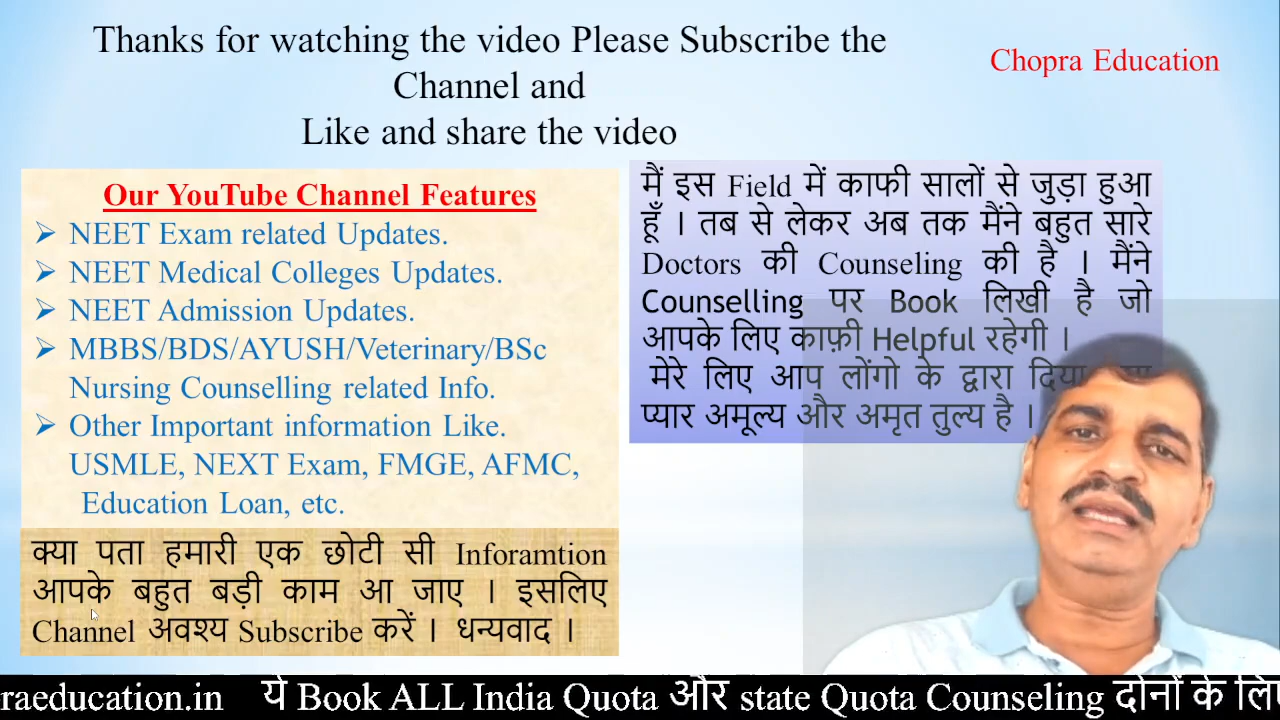 Thanks for watching the video Please Subscribe the
Channel and
Like and share the video
Chopra Education
Our YouTube Channel Features
NEET Exam related Updates.
NEET Medical Colleges Updates.
NEET Admission Updates.
MBBS/BDS/AYUSH/Veterinary/BSc
Nursing Counselling related Info.
Other Important information Like.
USMLE, NEXT Exam, FMGE, AFMC,
Education Loan, etc.
क्या पता हमारी एक छोटी सी Inforamtion
आपके बहुत बड़ी काम आ जाए । इसलिए
Channel अवश्य Subscribe करें । धन्यवाद ।
मैं इस Field में काफी सालों से जुड़ा हुआ
हूँ । तब से लेकर अब तक मैंने बहुत सारे
Doctors की Counseling की है । मैंने
Counselling पर Book लिखी है जो
आपके लिए काफ़ी Helpful रहेगी ।
मेरे लिए आप लोंगो के द्वारा
प्यार अमूल्य और अमृत तुल्य है ।
raeducation.in ये Book ALL India Quota और state Quota Counseling दोनों के